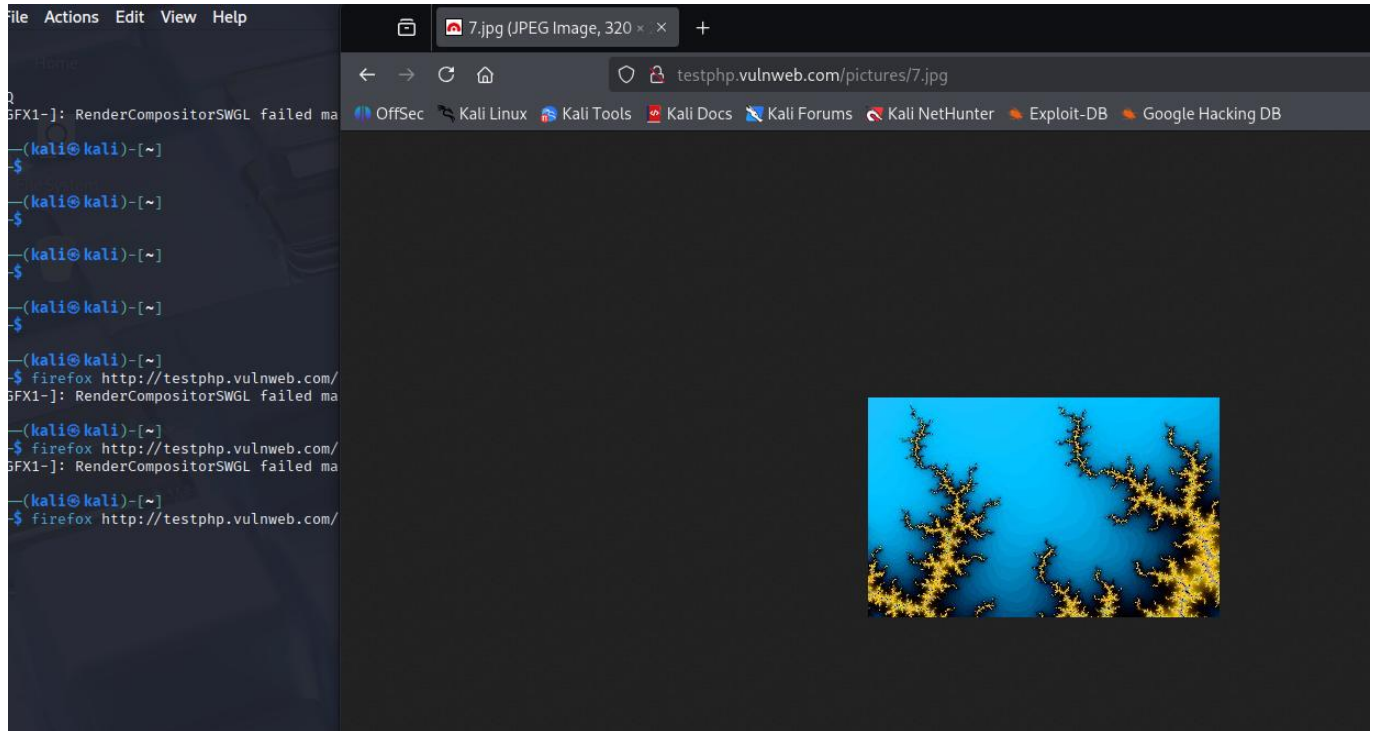 File Actions Edit View Help
Home
Q
GFX1-]: RenderCompositorSWGL failed ma
—(kali㉿kali)-[~]
-$
—(kali㉿kali)-[~]
-$
—(kali㉿kali)-[~]
-$
—(kali㉿kali)-[~]
-$
—(kali㉿kali)-[~]
-$ firefox http://testphp.vulnweb.com/
GFX1-]: RenderCompositorSWGL failed ma
—(kali㉿kali)-[~]
-$ firefox http://testphp.vulnweb.com/
GFX1-]: RenderCompositorSWGL failed ma
—(kali㉿kali)-[~]
-$ firefox http://testphp.vulnweb.com/
7.jpg (JPEG Image, 320 ×
testphp.vulnweb.com/pictures/7.jpg
OffSec Kali Linux Kali Tools Kali Docs Kali Forums Kali NetHunter Exploit-DB Google Hacking DB